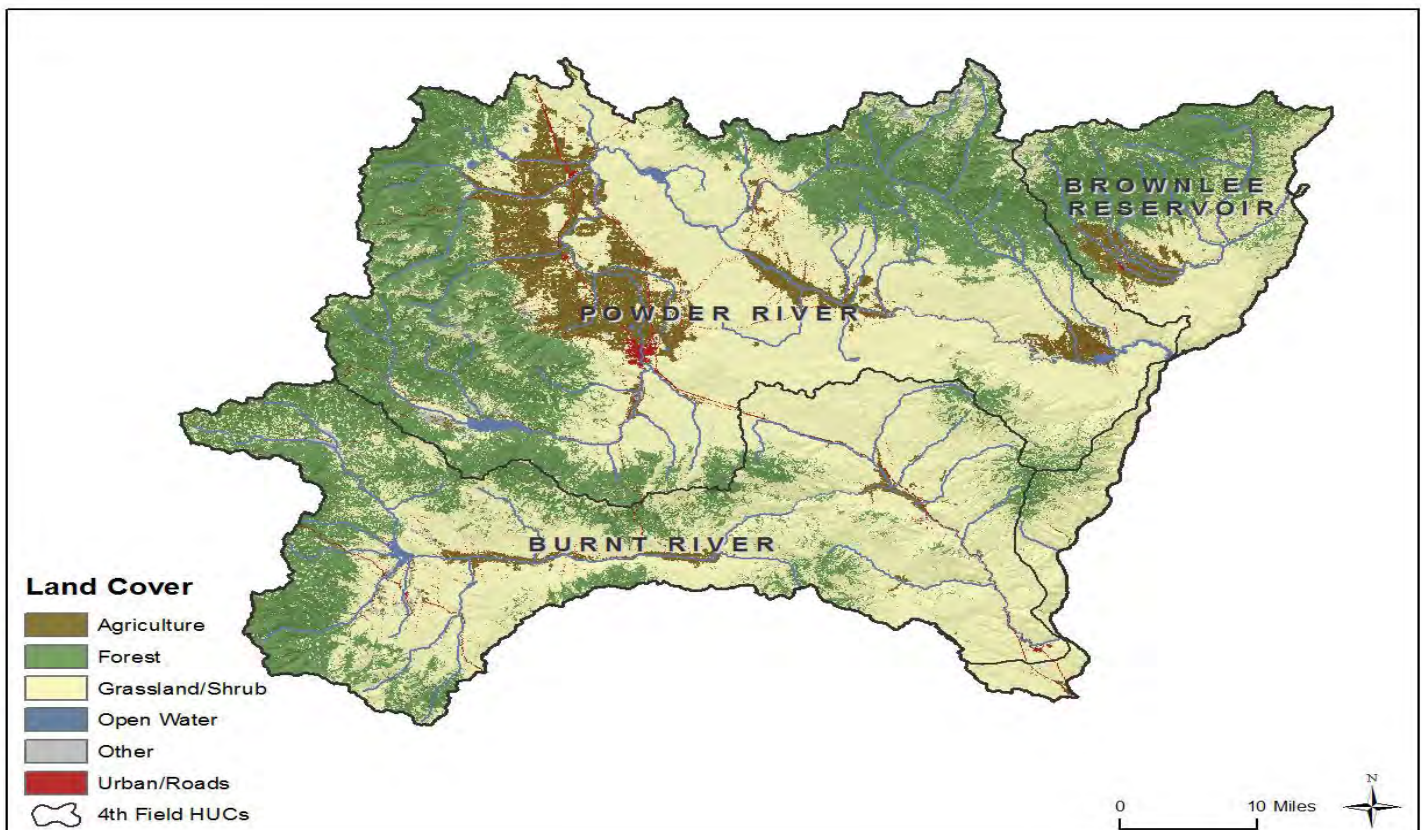 BROWNLEE
RESERVOIR
POWDER RIVER
BURNT RIVER
Land Cover
Agriculture
Forest
Grassland/Shrub
Open Water
Other
Urban/Roads
4th Field HUCs
N
0 10 Miles